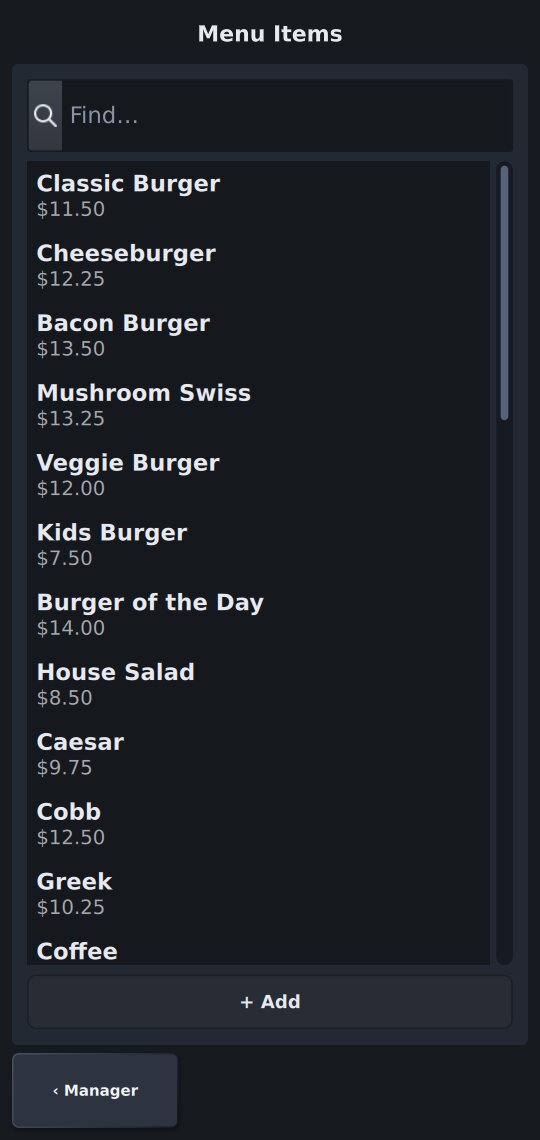 Menu Items
Find...
Classic Burger
$11.50
Cheeseburger
$12.25
Bacon Burger
$13.50
Mushroom Swiss
$13.25
Veggie Burger
$12.00
Kids Burger
$7.50
Burger of the Day
$14.00
House Salad
$8.50
Caesar
$9.75
Cobb
$12.50
Greek
$10.25
Coffee
+ Add
‹ Manager